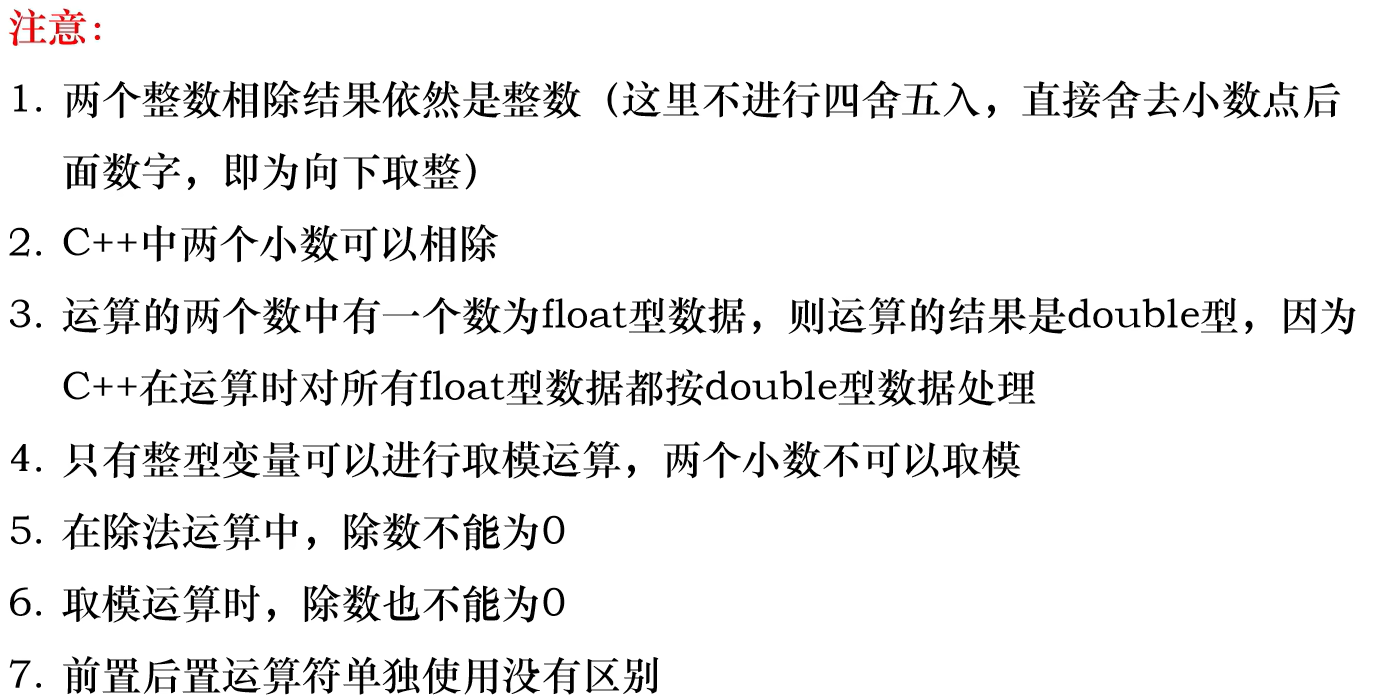 注意:
1. 两个整数相除结果依然是整数（这里不进行四舍五入，直接舍去小数点后
面数字，即为向下取整）
2. C++中两个小数可以相除
3. 运算的两个数中有一个数为float型数据，则运算的结果是double型，因为
C++在运算时对所有float型数据都按double型数据处理
4. 只有整型变量可以进行取模运算，两个小数不可以取模
5. 在除法运算中，除数不能为0
6. 取模运算时，除数也不能为0
7. 前置后置运算符单独使用没有区别